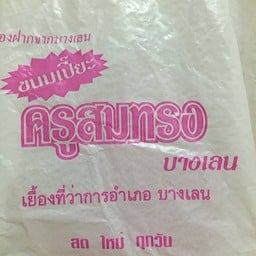 ของฝากจากบางเลน
ขนมเปี๊ยะ
ครูสมทรง
บางเลน
เยื้องที่ว่าการอำเภอ บางเลน
สด ใหม่ ทุกวัน